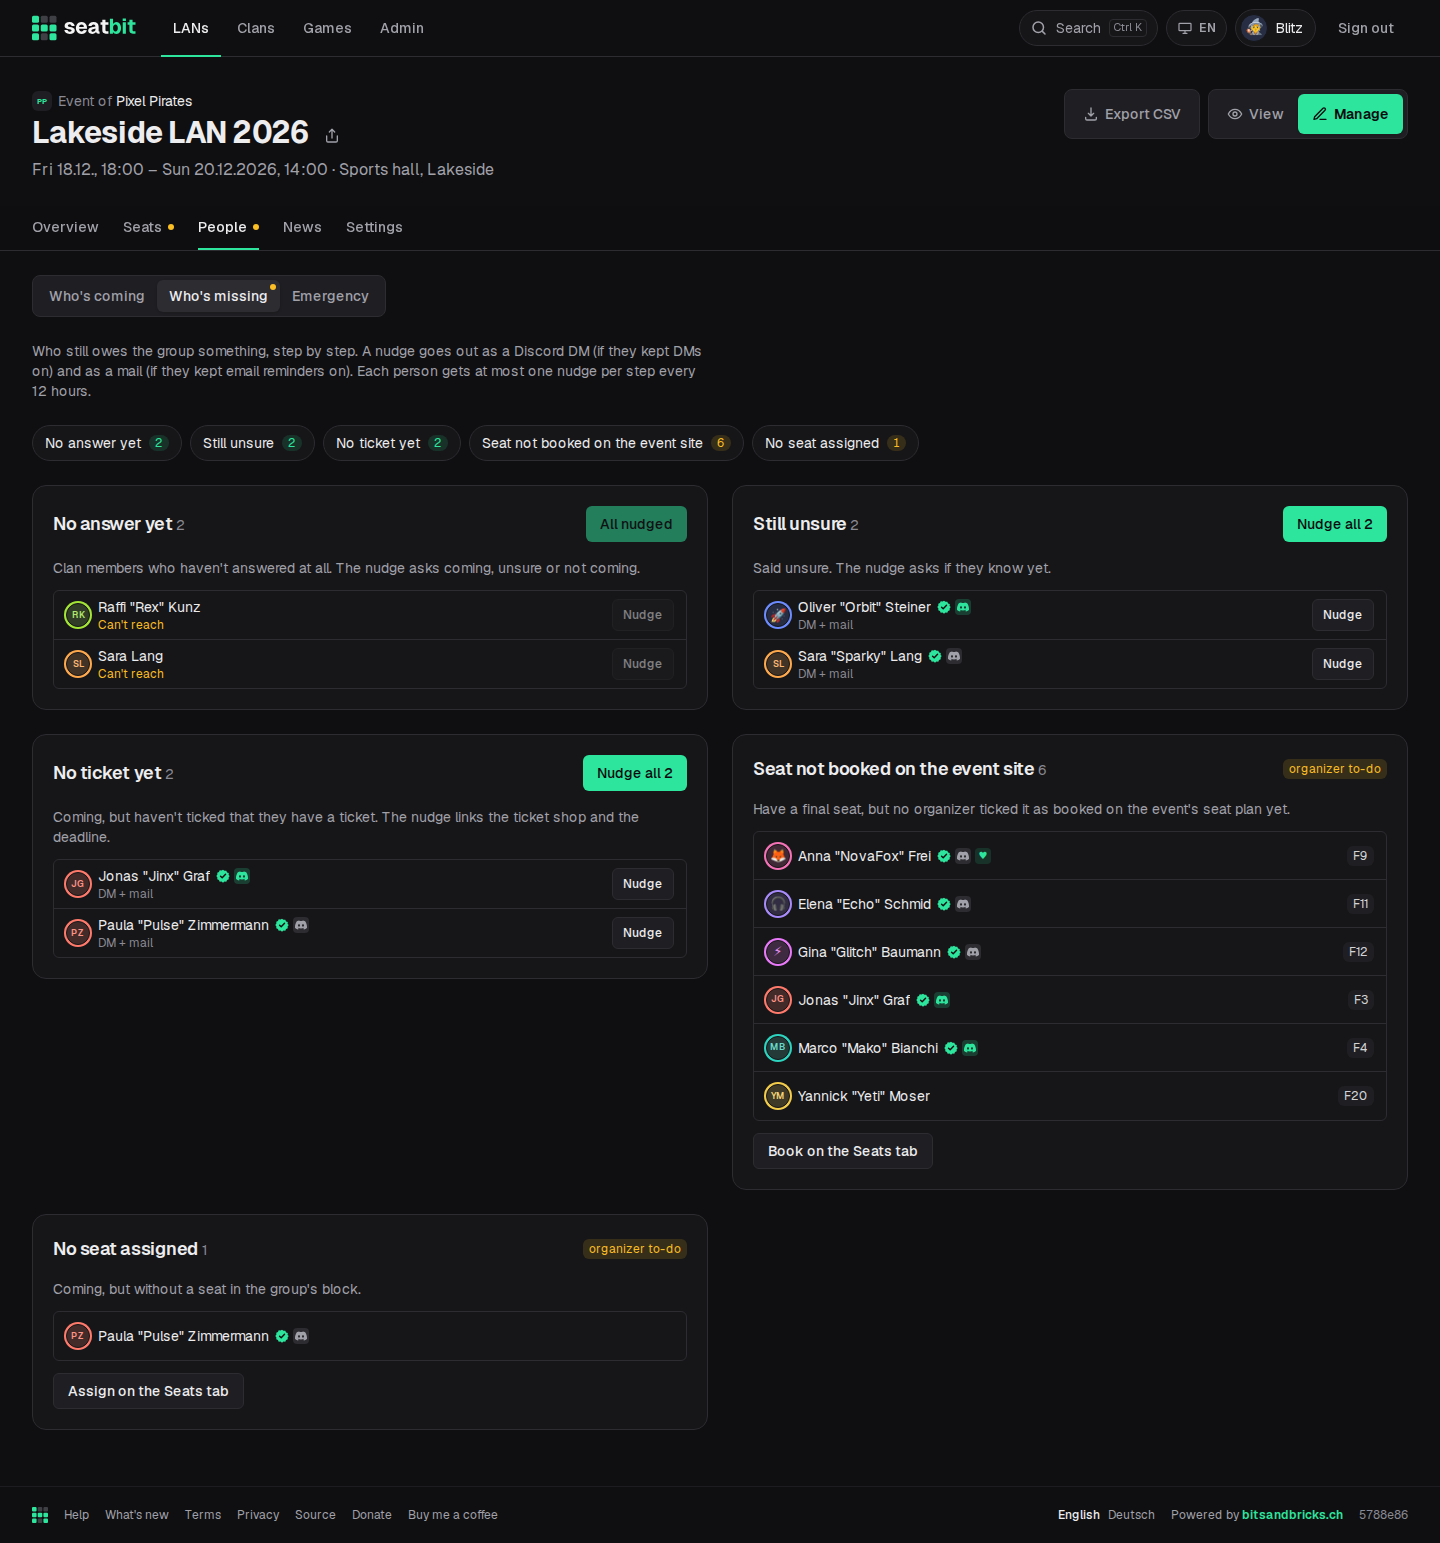 seatbit
LANs
Clans
Games
Admin
Search
Ctrl K
EN
Blitz
Sign out
PP
Event of Pixel Pirates
Lakeside LAN 2026
Fri 18.12., 18:00 – Sun 20.12.2026, 14:00 · Sports hall, Lakeside
Export CSV
View
Manage
Overview
Seats
People
News
Settings
Who's coming
Who's missing
Emergency
Who still owes the group something, step by step. A nudge goes out as a Discord DM (if they kept DMs
on) and as a mail (if they kept email reminders on). Each person gets at most one nudge per step every
12 hours.
No answer yet 2
Still unsure 2
No ticket yet 2
Seat not booked on the event site 6
No seat assigned 1
No answer yet 2
All nudged
Clan members who haven't answered at all. The nudge asks coming, unsure or not coming.
RK
Raffi "Rex" Kunz
Can't reach
Nudge
SL
Sara Lang
Can't reach
Nudge
Still unsure 2
Nudge all 2
Said unsure. The nudge asks if they know yet.
Oliver "Orbit" Steiner
DM + mail
Nudge
SL
Sara "Sparky" Lang
DM + mail
Nudge
No ticket yet 2
Nudge all 2
Coming, but haven't ticked that they have a ticket. The nudge links the ticket shop and the
deadline.
JG
Jonas "Jinx" Graf
DM + mail
Nudge
PZ
Paula "Pulse" Zimmermann
DM + mail
Nudge
Seat not booked on the event site 6
organizer to-do
Have a final seat, but no organizer ticked it as booked on the event's seat plan yet.
Anna "NovaFox" Frei
F9
Elena "Echo" Schmid
F11
Gina "Glitch" Baumann
F12
JG
Jonas "Jinx" Graf
F3
MB
Marco "Mako" Bianchi
F4
YM
Yannick "Yeti" Moser
F20
Book on the Seats tab
No seat assigned 1
organizer to-do
Coming, but without a seat in the group's block.
PZ
Paula "Pulse" Zimmermann
Assign on the Seats tab
Help
What's new
Terms
Privacy
Source
Donate
Buy me a coffee
English
Deutsch
Powered by bitsandbricks.ch
5788e86